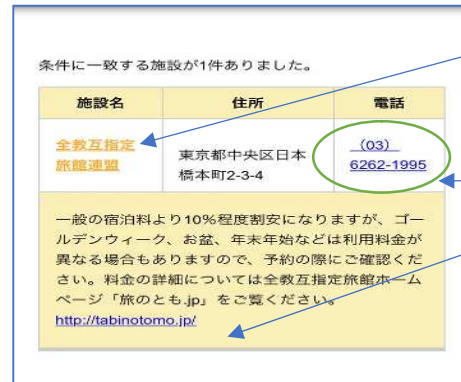 条件に一致する施設が1件ありました。
施設名 住所 電話
全教互指定
旅館連盟
東京都中央区日本
橋本町2-3-4
(03)
6262-1995
一般の宿泊料より10%程度割安になり
ますが、ゴー
ルデンウィーク、お盆、年末年始などは利用料金が
異なる場合もありますので、予約の際にご確認くだ
さい。料金の詳細については全教互指定旅館ホーム
ページ「旅のとも.jp」をご覧ください。
http://tabinotomo.jp/